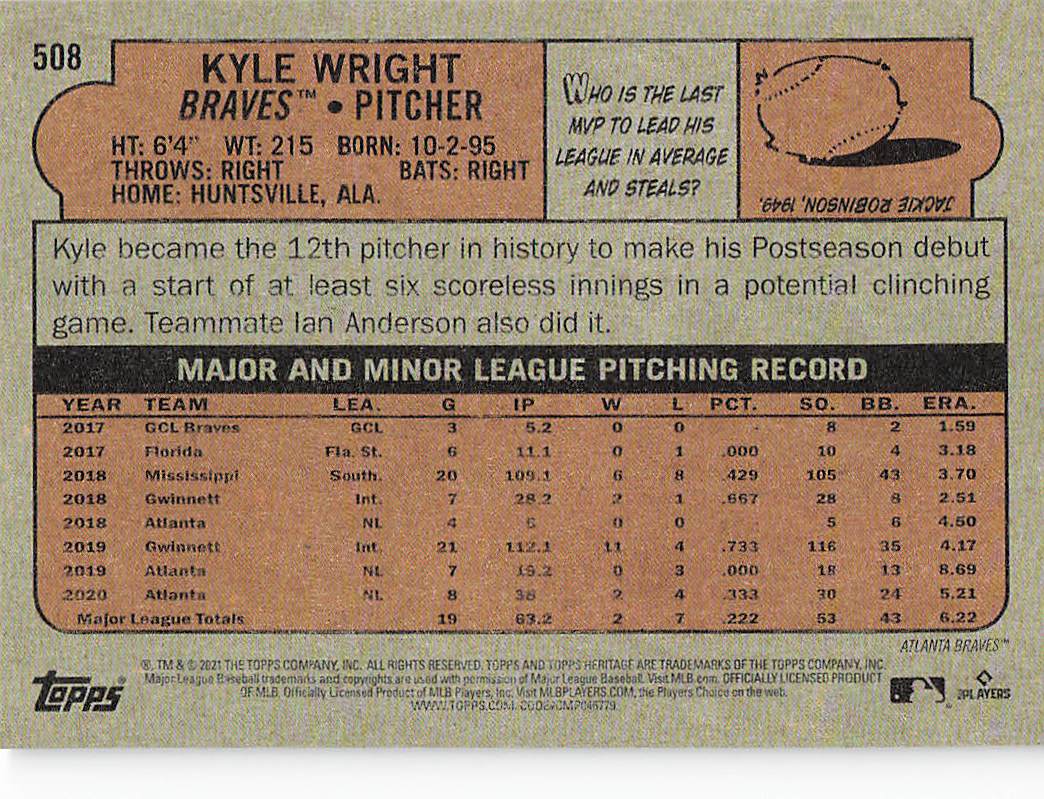 508
KYLE WRIGHT
BRAVES™ • PITCHER
HT: 6'4" WT: 215 BORN: 10-2-95
THROWS: RIGHT BATS: RIGHT
HOME: HUNTSVILLE, ALA.
WHO IS THE LAST
MVP TO LEAD HIS
LEAGUE IN AVERAGE
AND STEALS?
JACKIE ROBINSON 1949.
Kyle became the 12th pitcher in history to make his Postseason debut
with a start of at least six scoreless innings in a potential clinching
game. Teammate Ian Anderson also did it.
MAJOR AND MINOR LEAGUE PITCHING RECORD
YEAR TEAM LEA. G IP W L PCT. SO. BB. ERA.
2017 GCL Braves GCL 3 5.2 0 0 - 8 2 1.59
2017 Florida Fla. St. 6 11.1 0 1 .000 10 4 3.18
2018 Mississippi South. 20 109.1 6 8 .429 105 43 3.70
2018 Gwinnett Int. 7 28.2 2 1 .667 28 8 2.51
2018 Atlanta NL 4 6 0 0 5 6 4.50
2019 Gwinnett Int. 21 112.1 11 4 .733 116 35 4.17
2019 Atlanta NL 7 19.2 0 3 .000 18 13 8.69
2020 Atlanta NL 8 38 2 4 .333 30 24 5.21
Major League Totals 19 63.2 2 7 .222 53 43 6.22
ATLANTA BRAVES™
®, TM & © 2021 THE TOPPS COMPANY, INC. ALL RIGHTS RESERVED. TOPPS AND TOPPS HERITAGE ARE TRADEMARKS OF THE TOPPS COMPANY, INC.
Major League Baseball trademarks and copyrights are used with permission of Major League Baseball. Visit MLB.com. OFFICIALLY LICENSED PRODUCT
OF MLB. Officially Licensed Product of MLB Players, Inc. Visit MLBPLAYERS.COM, the Players Choice on the web.
WWW.TOPPS.COM. CODE#CMP046779
topps
PLAYERS